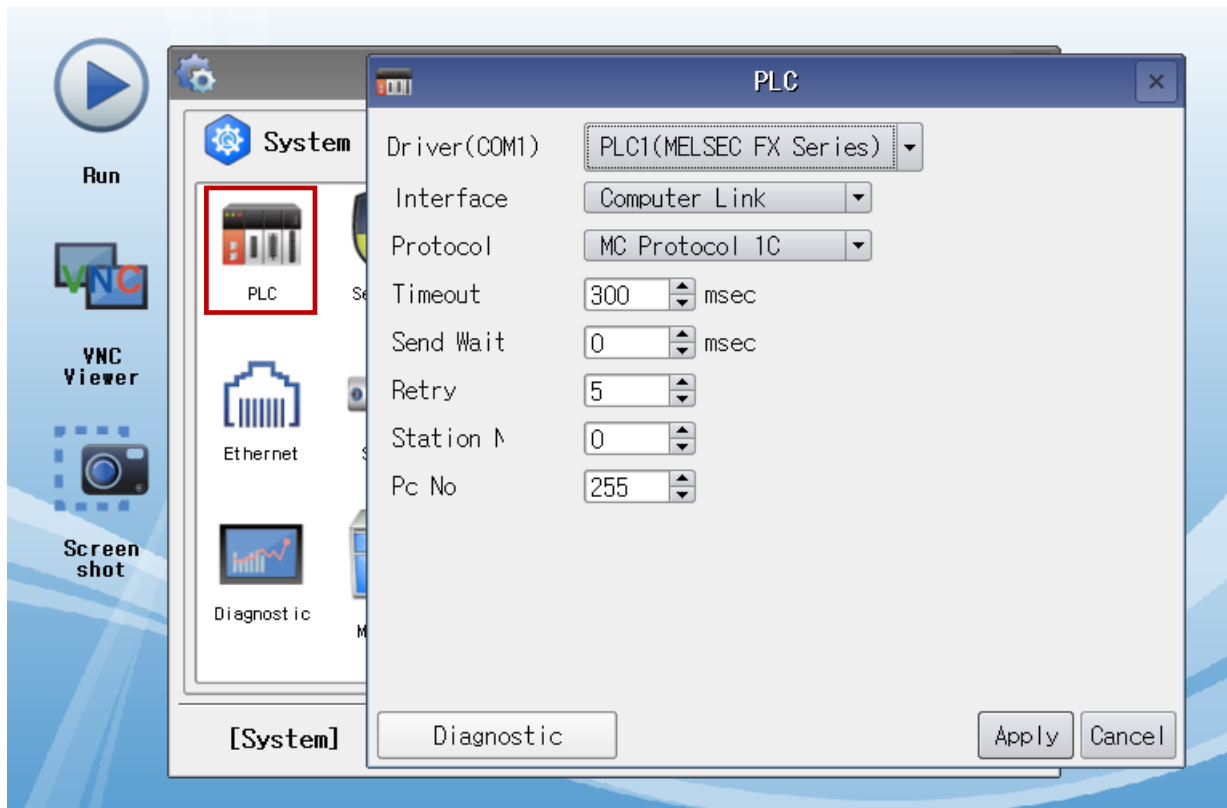 Run
VNC
VNC
Viewer
Screen
shot
System
PLC
Se
Ethernet
S
Diagnostic
M
[System]
PLC
Driver(COM1) PLC1(MELSEC FX Series)
Interface Computer Link
Protocol MC Protocol 1C
Timeout 300 msec
Send Wait 0 msec
Retry 5
Station N 0
Pc No 255
Diagnostic Apply Cancel